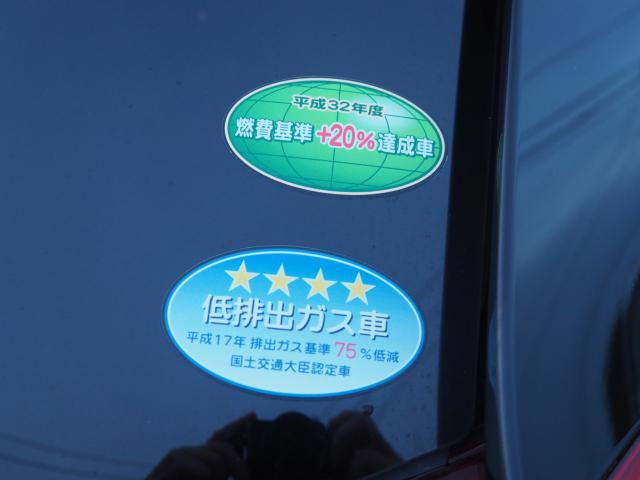 平成32年度
燃費基準+20%達成車
低排出ガス車
平成17年 排出ガス基準 75%低減
国土交通大臣認定車